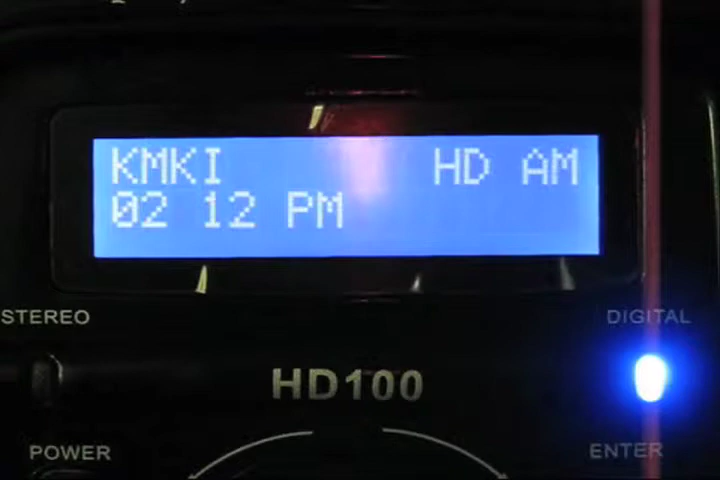 KMKI HD AM
02 12 PM
STEREO
DIGITAL
HD100
POWER
ENTER